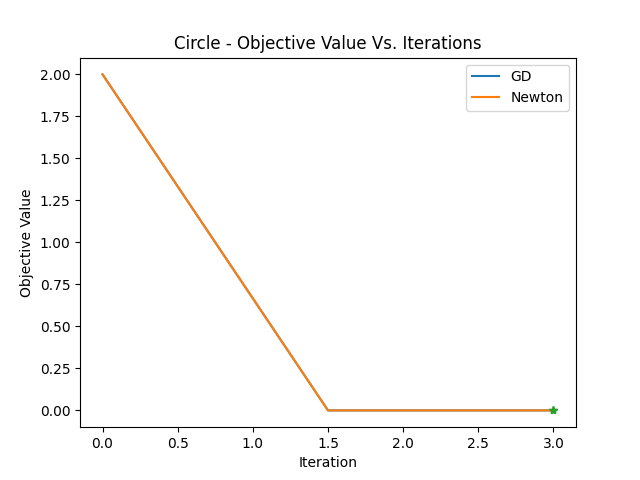 Circle - Objective Value Vs. Iterations
GD
Newton
Objective Value
2.00
1.75
1.50
1.25
1.00
0.75
0.50
0.25
0.00
0.0 0.5 1.0 1.5 2.0 2.5 3.0
Iteration